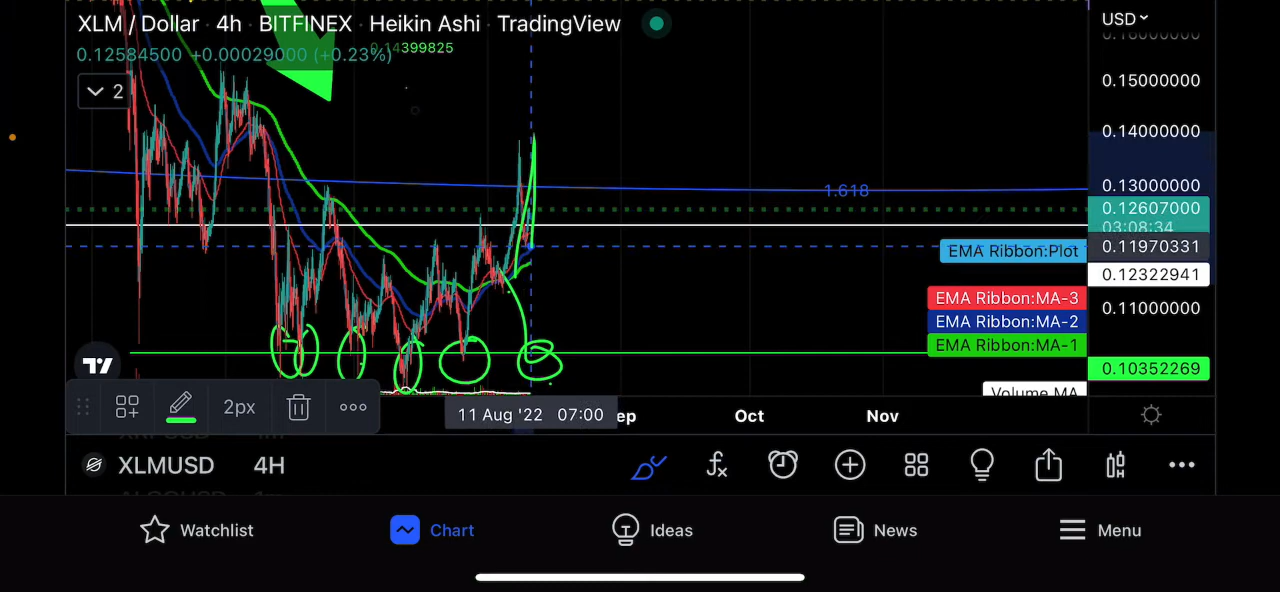 XLM / Dollar · 4h · BITFINEX · Heikin Ashi · TradingView
USD
0.12584500 +0.00029000 (+0.23%)
0.14399825
2
0.15000000
0.14000000
0.13000000
1.618
0.12607000
03:08:34
EMA Ribbon:Plot
0.11970331
0.12322941
EMA Ribbon:MA-3
0.11000000
EMA Ribbon:MA-2
EMA Ribbon:MA-1
0.10352269
Volume MA
2px
11 Aug '22 07:00
ep
Oct
Nov
XLMUSD 4H
Watchlist
Chart
Ideas
News
Menu